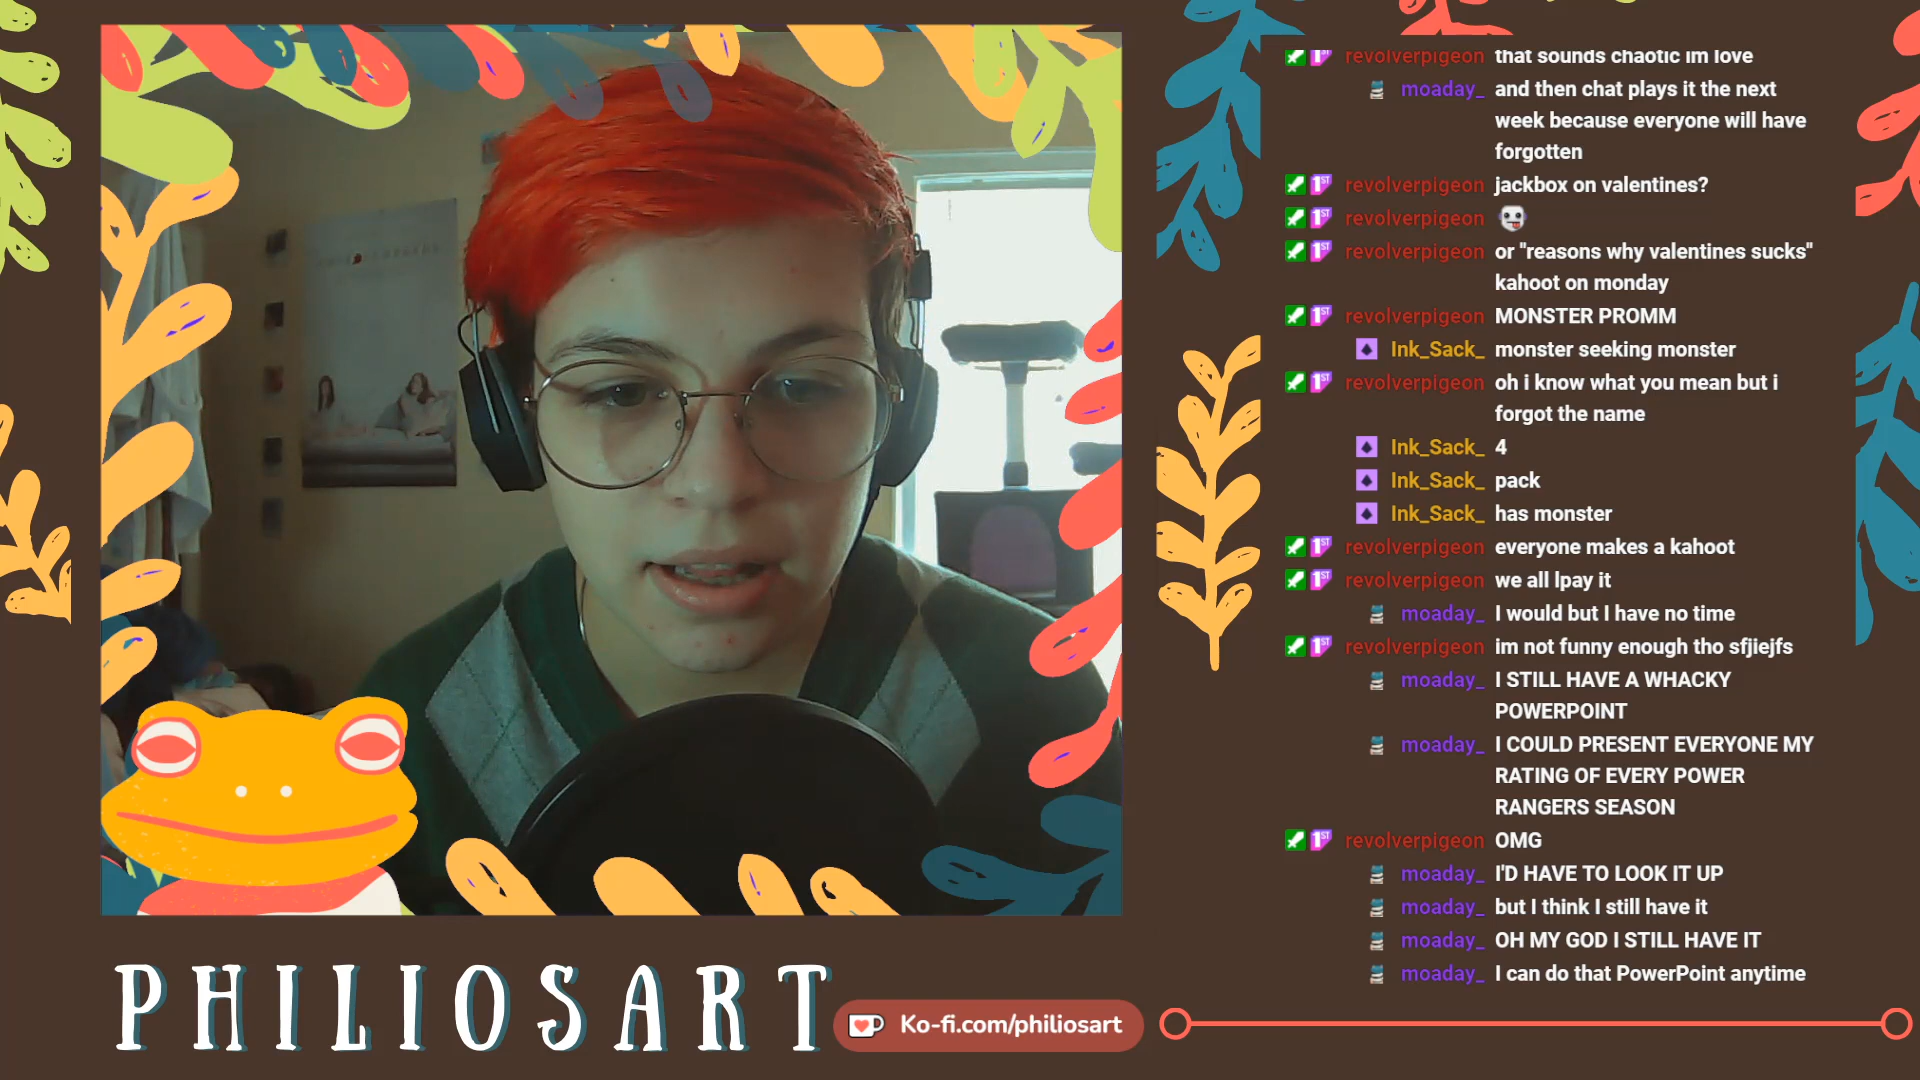 revolverpigeon that sounds chaotic im love
moaday_ and then chat plays it the next
week because everyone will have
forgotten
revolverpigeon jackbox on valentines?
revolverpigeon
revolverpigeon or "reasons why valentines sucks"
kahoot on monday
revolverpigeon MONSTER PROMM
Ink_Sack_ monster seeking monster
revolverpigeon oh i know what you mean but i
forgot the name
Ink_Sack_ 4
Ink_Sack_ pack
Ink_Sack_ has monster
revolverpigeon everyone makes a kahoot
revolverpigeon we all lpay it
moaday_ I would but I have no time
revolverpigeon im not funny enough tho sfjiejfs
moaday_ I STILL HAVE A WHACKY
POWERPOINT
moaday_ I COULD PRESENT EVERYONE MY
RATING OF EVERY POWER
RANGERS SEASON
revolverpigeon OMG
moaday_ I'D HAVE TO LOOK IT UP
moaday_ but I think I still have it
moaday_ OH MY GOD I STILL HAVE IT
moaday_ I can do that PowerPoint anytime
PHILIOSART
Ko-fi.com/philiosart